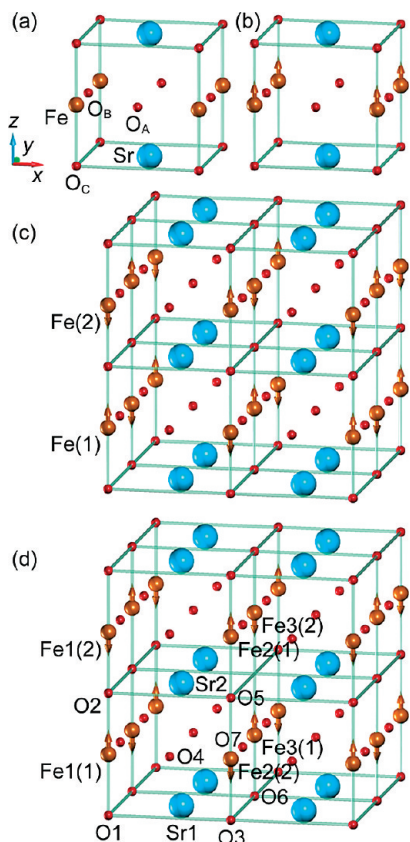 (a)
(b)
Fe
O_B
O_A
z
y
x
Sr
O_C
(c)
Fe(2)
Fe(1)
(d)
Fe3(2)
Fe1(2)
Fe2(1)
Sr2
O2
O5
O7
Fe3(1)
O4
Fe1(1)
Fe2(2)
O6
O1
Sr1
O3